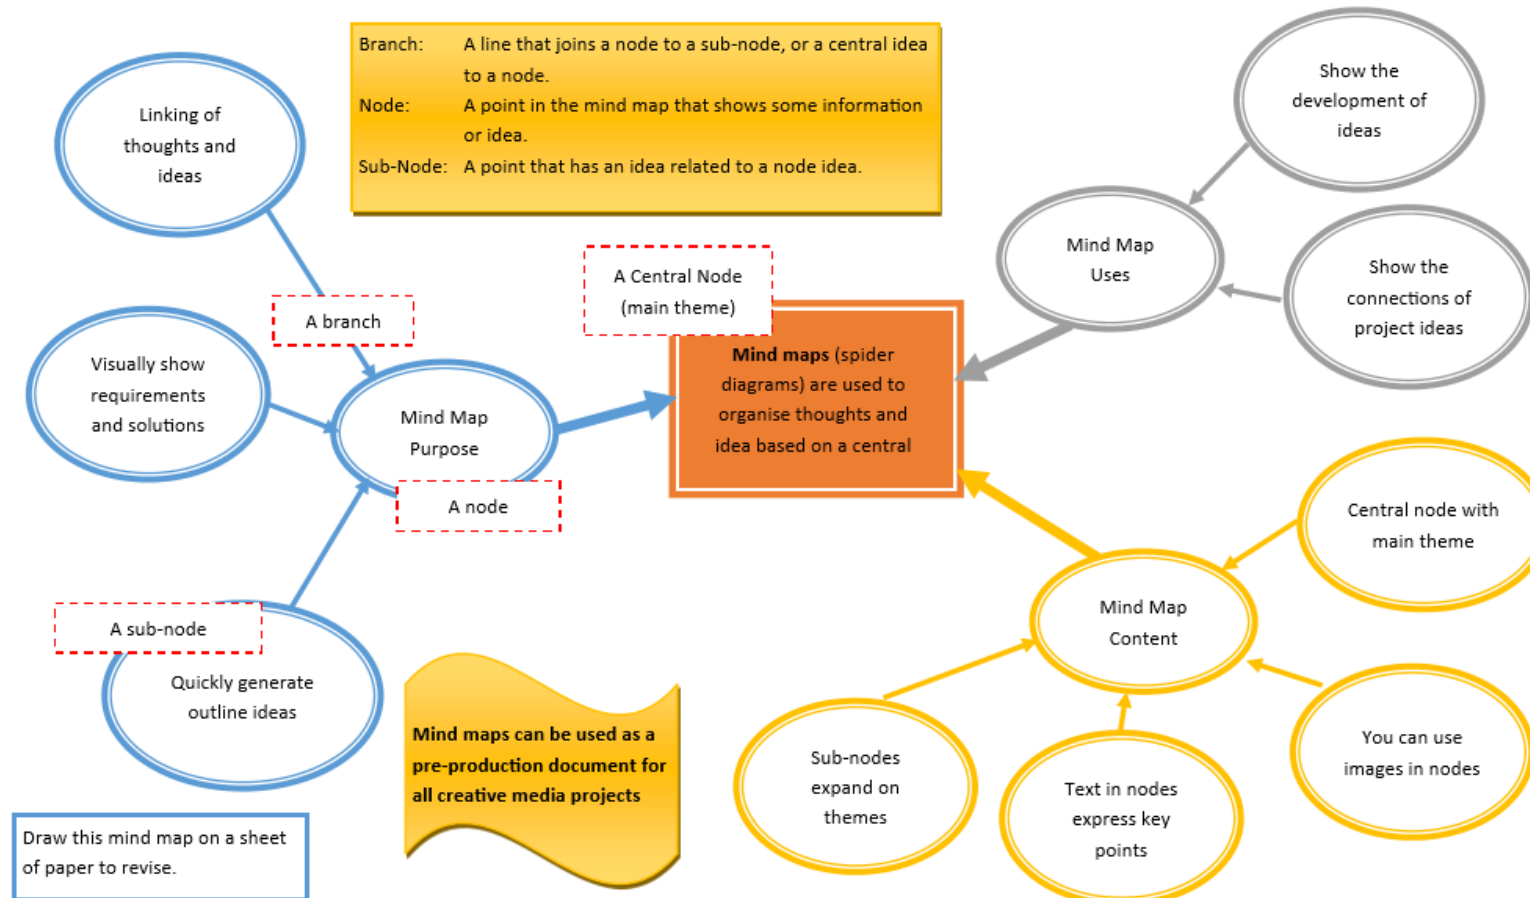 Branch: A line that joins a node to a sub-node, or a central idea
to a node.
Node: A point in the mind map that shows some information
or idea.
Sub-Node: A point that has an idea related to a node idea.
Linking of
thoughts and
ideas
A branch
Visually show
requirements
and solutions
Mind Map
Purpose
A node
A sub-node
Quickly generate
outline ideas
Draw this mind map on a sheet
of paper to revise.
A Central Node
(main theme)
Mind maps (spider
diagrams) are used to
organise thoughts and
idea based on a central
Mind maps can be used as a
pre-production document for
all creative media projects
Show the
development of
ideas
Mind Map
Uses
Show the
connections of
project ideas
Central node with
main theme
Mind Map
Content
You can use
images in nodes
Sub-nodes
expand on
themes
Text in nodes
express key
points